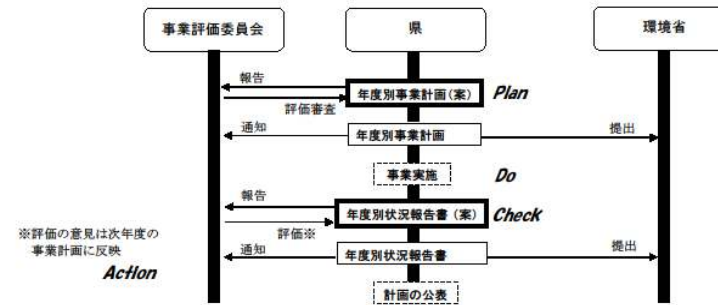 事業評価委員会
県
環境省
報告
年度別事業計画(案)
Plan
評価審査
通知
年度別事業計画
提出
事業実施
Do
報告
年度別状況報告書(案)
Check
評価※
※評価の意見は次年度の
事業計画に反映
通知
年度別状況報告書
提出
Action
計画の公表